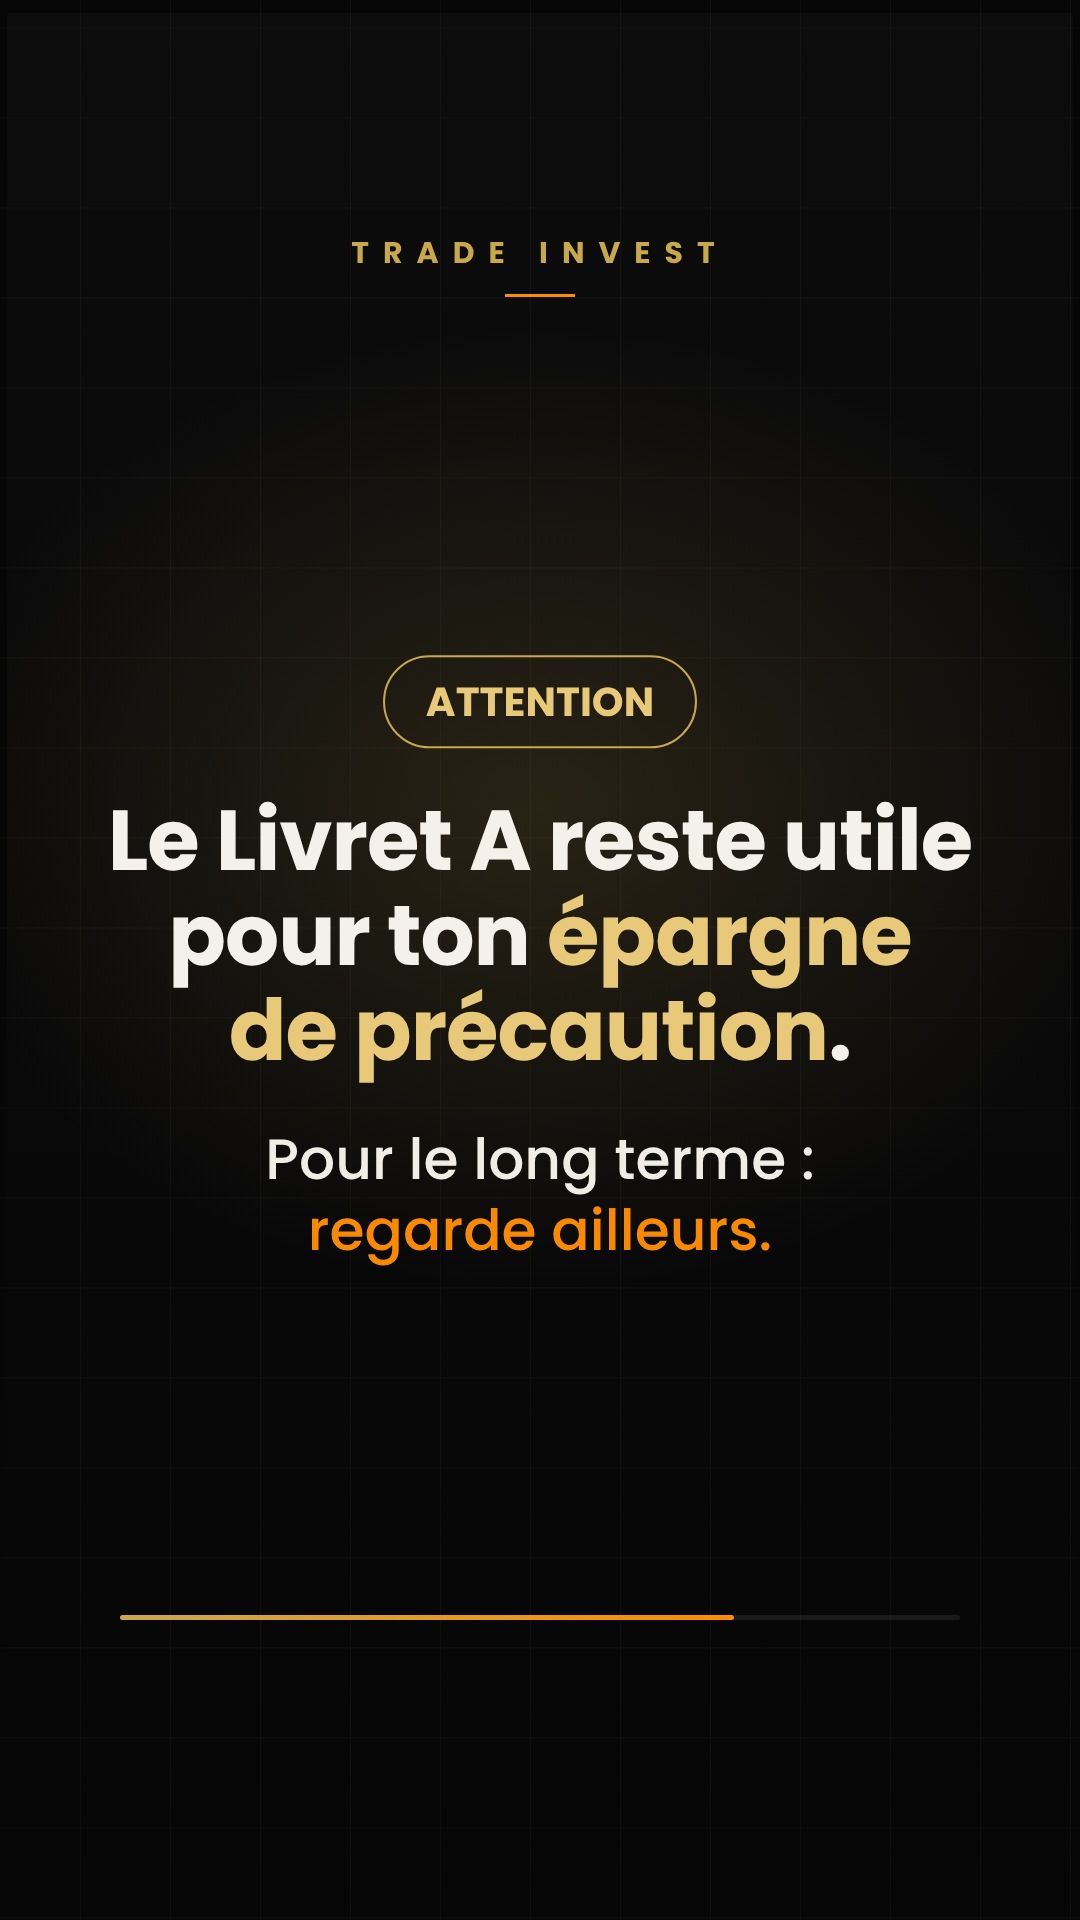 TRADE INVEST
ATTENTION
Le Livret A reste utile
pour ton épargne
de précaution.
Pour le long terme :
regarde ailleurs.